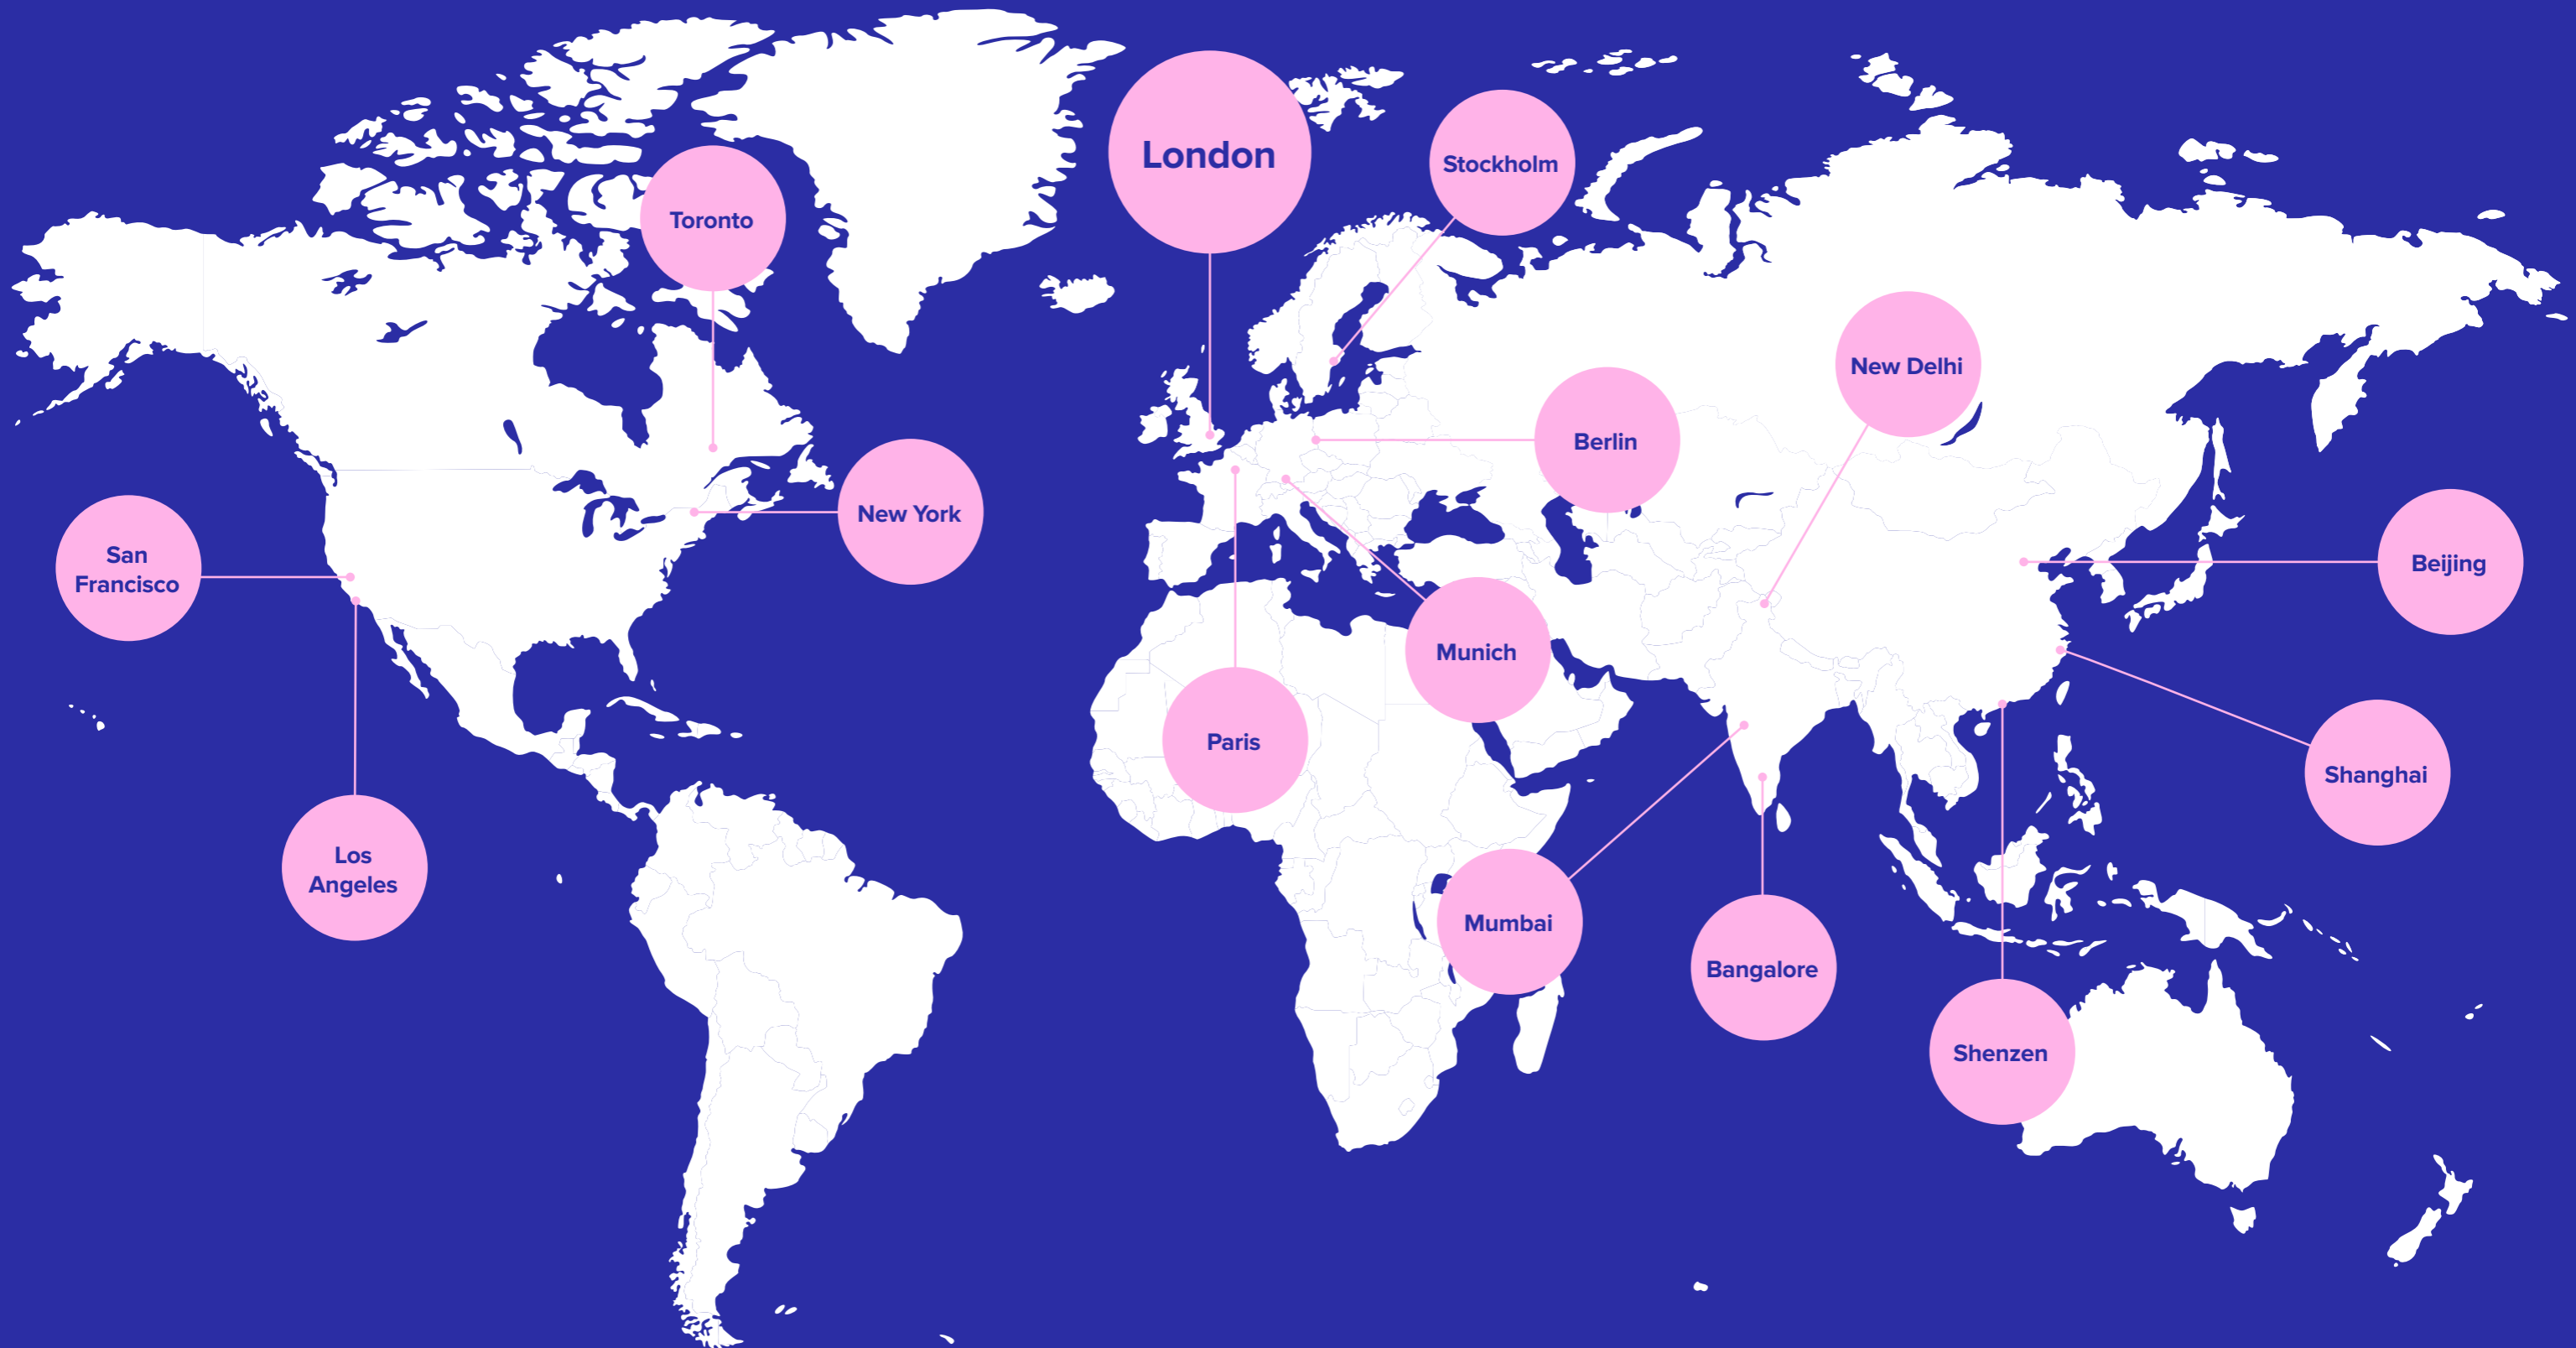 London
Stockholm
Toronto
New Delhi
Berlin
New York
San
Francisco
Beijing
Munich
Paris
Shanghai
Los
Angeles
Mumbai
Bangalore
Shenzen